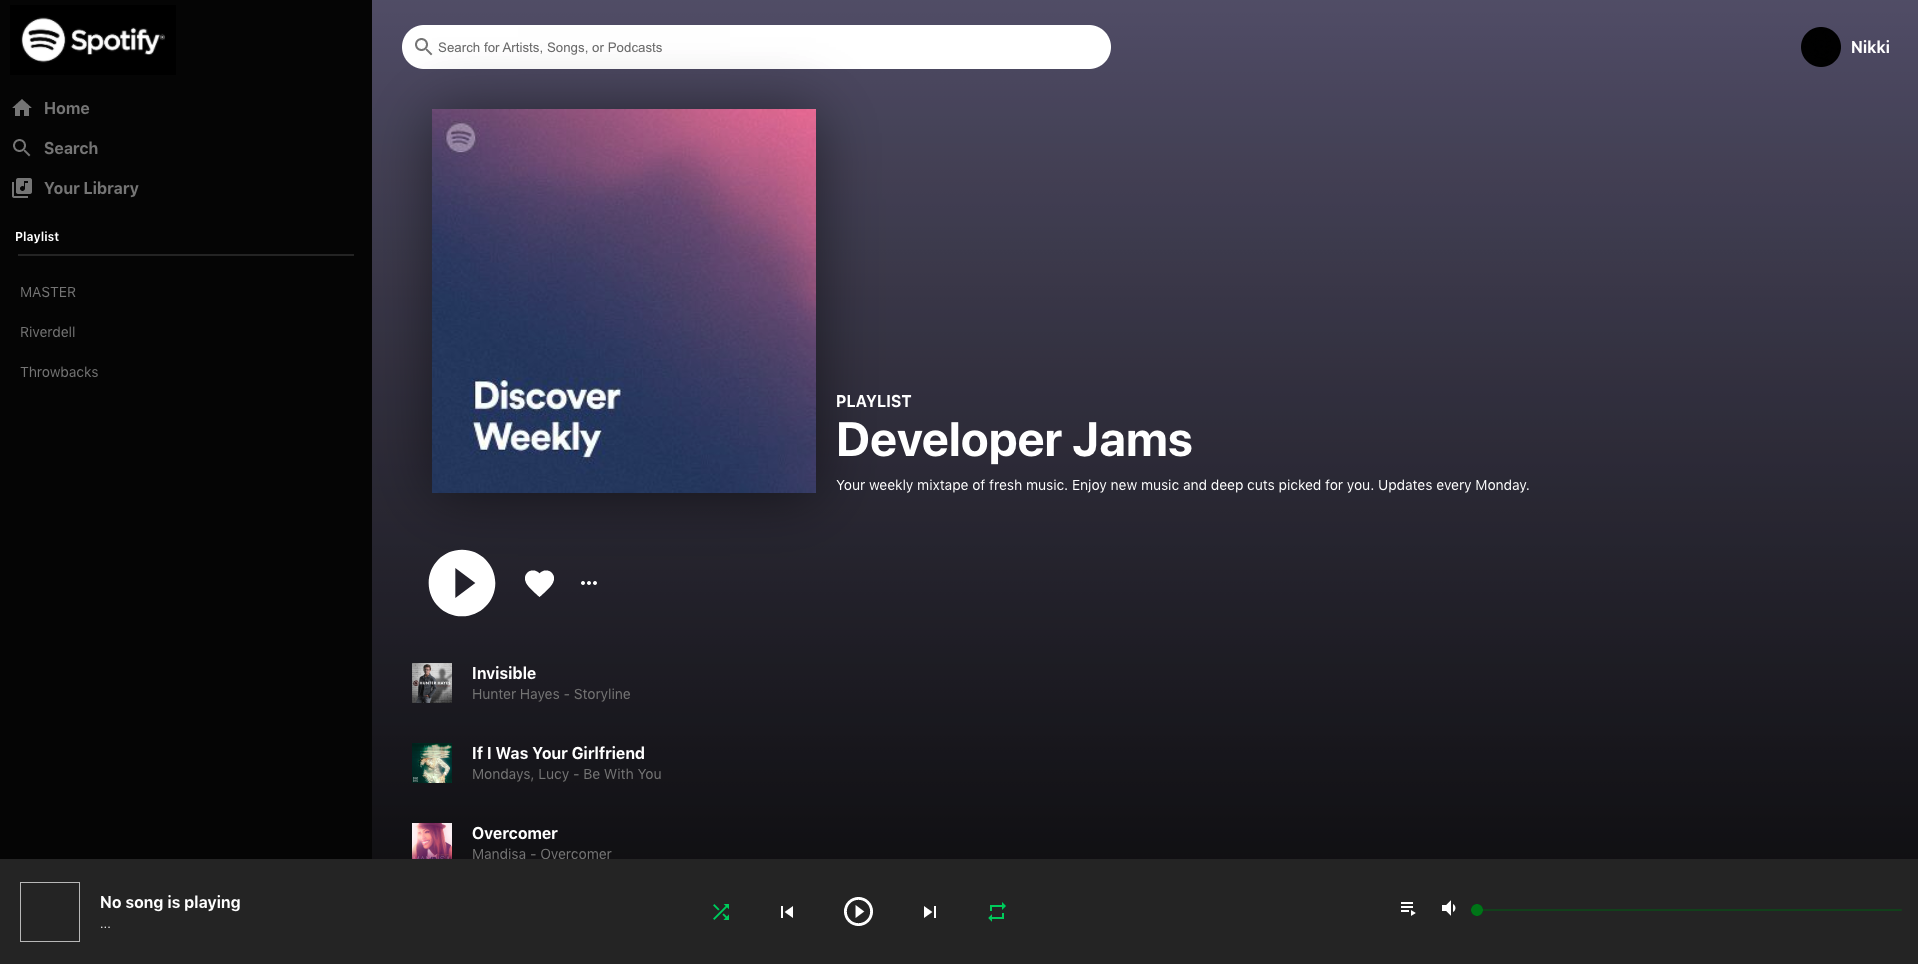 Spotify
Home
Search
Your Library
Playlist
MASTER
Riverdell
Throwbacks
Search for Artists, Songs, or Podcasts
Nikki
Discover
Weekly
PLAYLIST
Developer Jams
Your weekly mixtape of fresh music. Enjoy new music and deep cuts picked for you. Updates every Monday.
HUNTER HAYES
Invisible
Hunter Hayes - Storyline
If I Was Your Girlfriend
Mondays, Lucy - Be With You
Overcomer
Mandisa - Overcomer
No song is playing
...